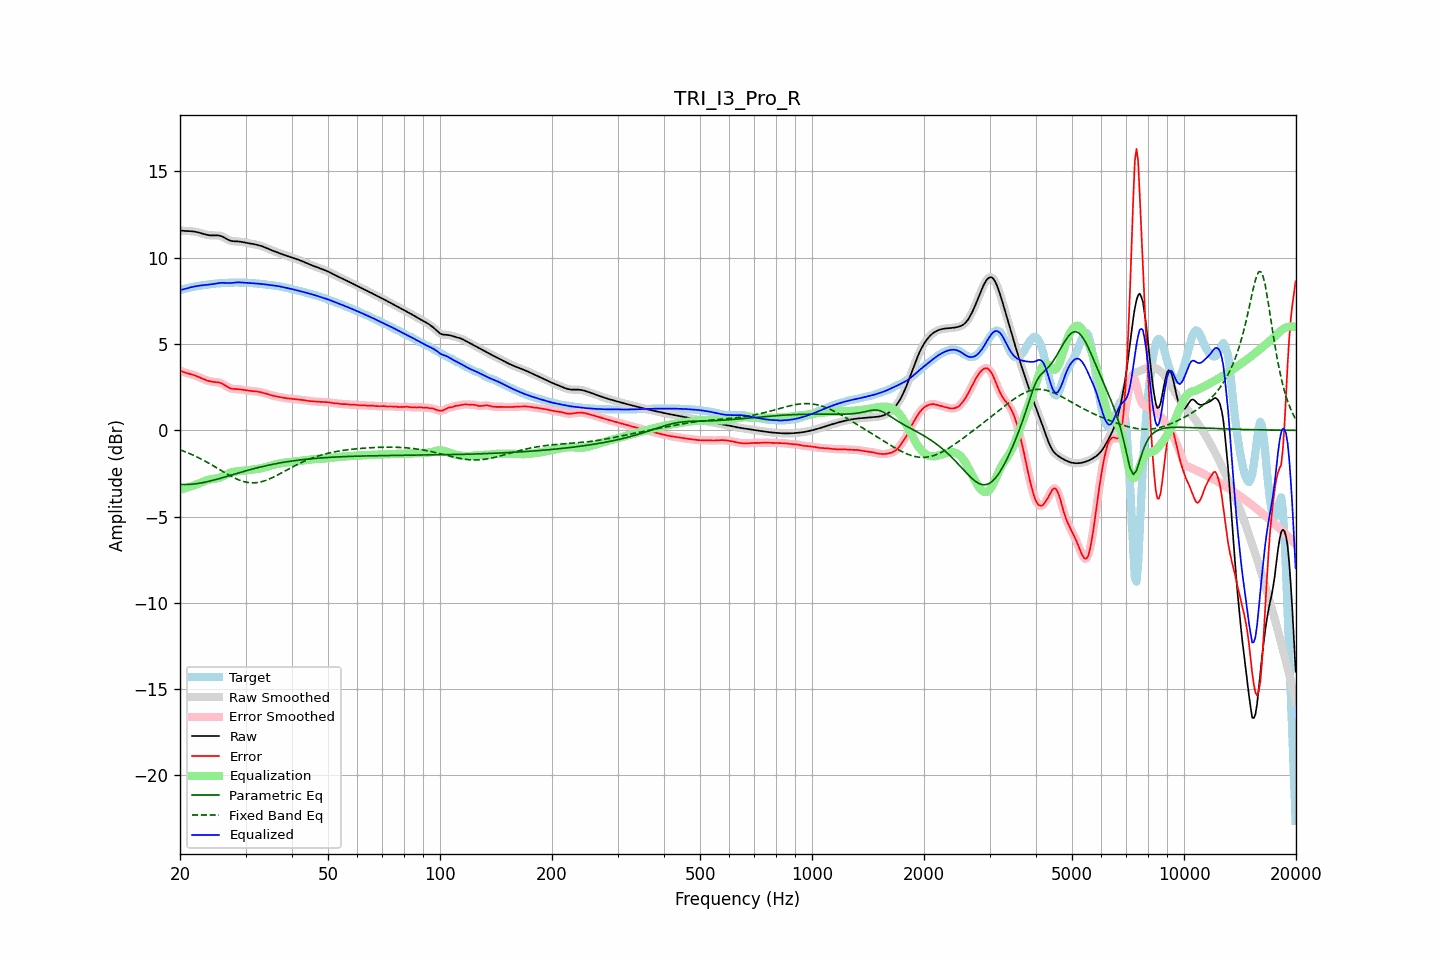 TRI_I3_Pro_R
Amplitude (dBr)
15
10
5
0
−5
−10
−15
−20
Target
Raw Smoothed
Error Smoothed
Raw
Error
Equalization
Parametric Eq
Fixed Band Eq
Equalized
20 50 100 200 500 1000 2000 5000 10000 20000
Frequency (Hz)